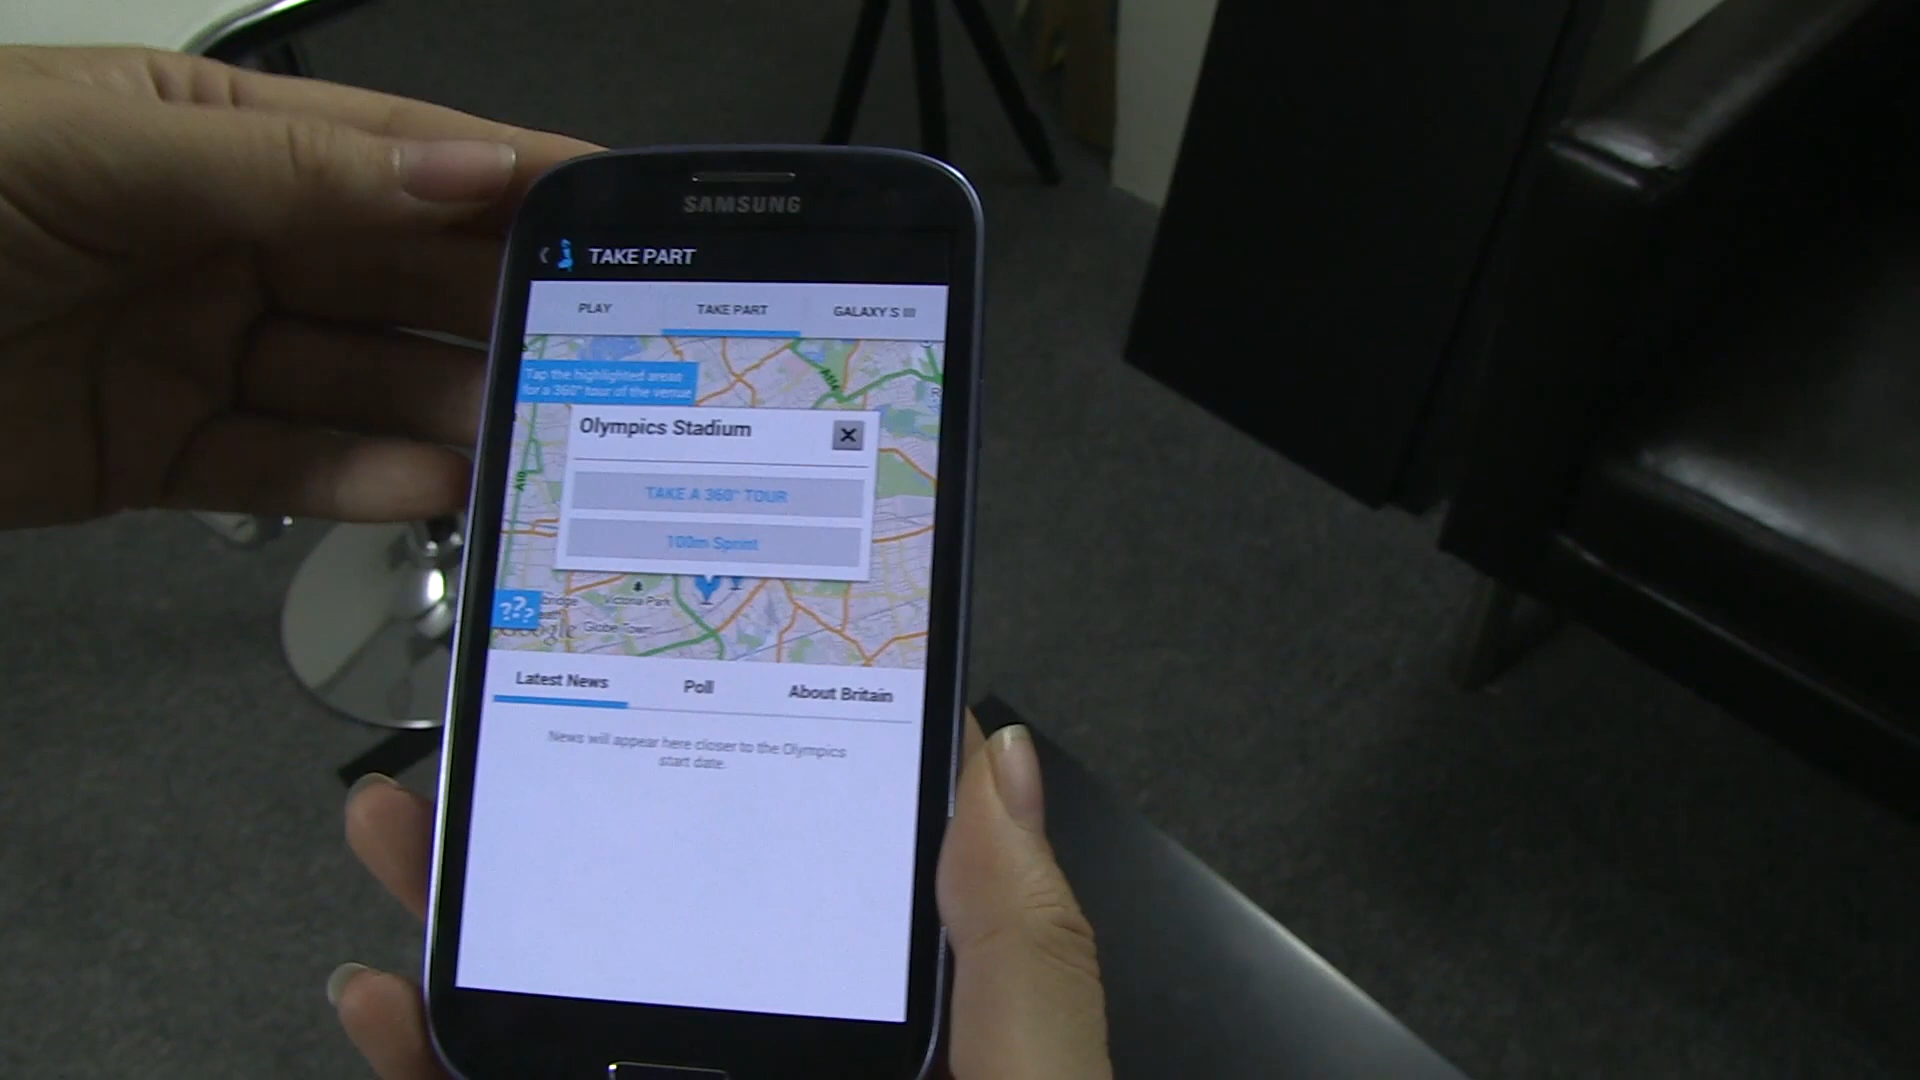 SAMSUNG
TAKE PART
PLAY
TAKE PART
GALAXY S III
Tap the highlighted areas
for a 360° tour of the venue
Olympics Stadium
TAKE A 360° TOUR
100m Sprint
A10
Victoria Park
Globe Town
???
Google
Latest News
Poll
About Britain
News will appear here closer to the Olympics
start date.